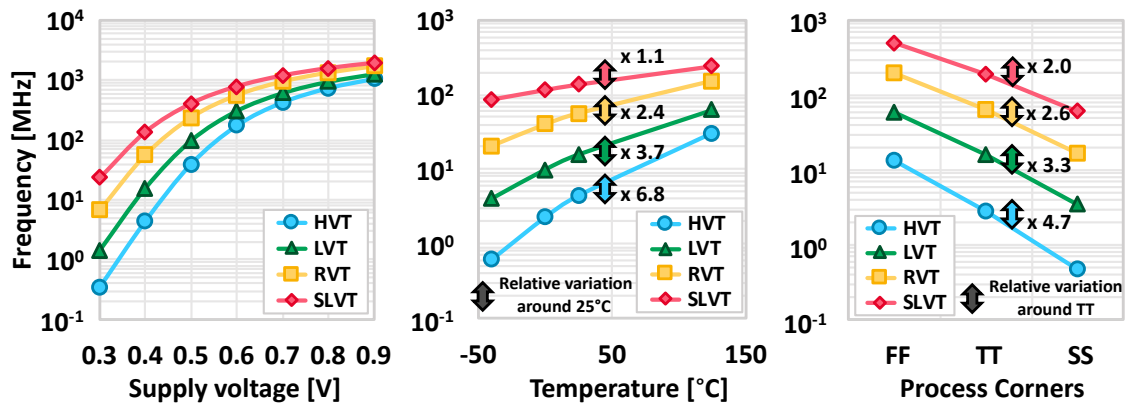 Frequency [MHz]
10^4
10^3
10^2
10^1
10^0
10^-1
0.3 0.4 0.5 0.6 0.7 0.8 0.9
Supply voltage [V]
HVT
LVT
RVT
SLVT
10^3
10^2
10^1
10^0
10^-1
-50 50 150
Temperature [°C]
x 1.1
x 2.4
x 3.7
x 6.8
HVT
LVT
RVT
SLVT
Relative variation
around 25°C
10^3
10^2
10^1
10^0
10^-1
FF TT SS
Process Corners
x 2.0
x 2.6
x 3.3
x 4.7
HVT
LVT
RVT
SLVT
Relative variation
around TT